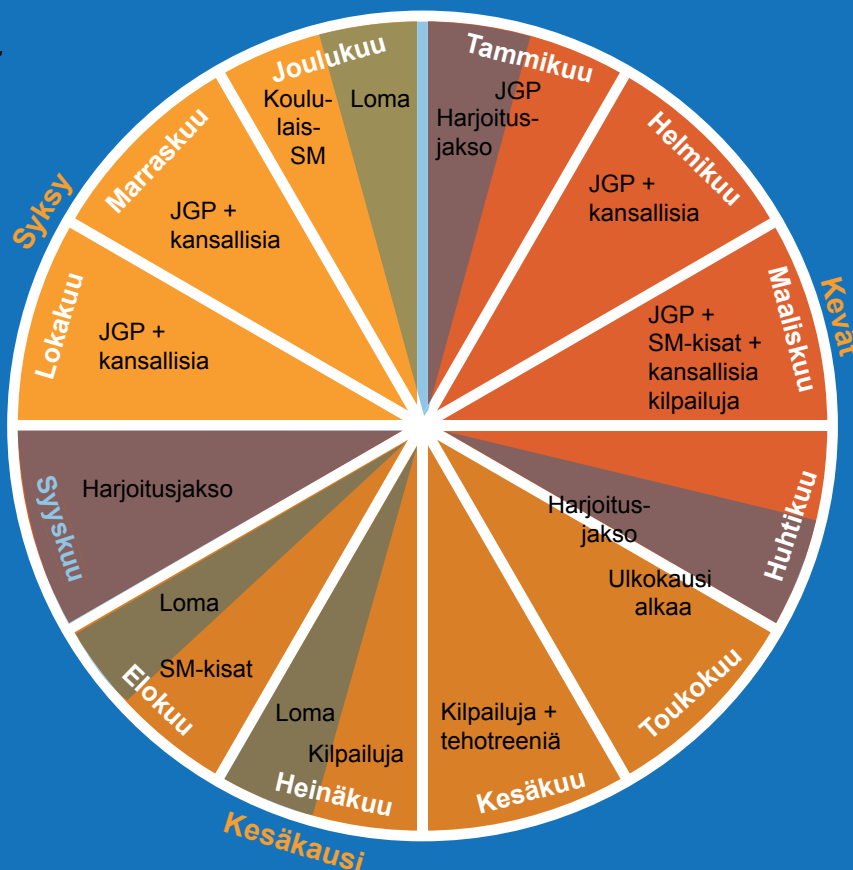 Tammikuu
JGP
Harjoitus-
jakso
Helmikuu
JGP +
kansallisia
Maaliskuu
JGP +
SM-kisat +
kansallisia
kilpailuja
Kevät
Huhtikuu
Harjoitus-
jakso
Toukokuu
Ulkokausi
alkaa
Kesäkuu
Kilpailuja +
tehotreeniä
Heinäkuu
Loma
Kilpailuja
Kesäkausi
Elokuu
Loma
SM-kisat
Syyskuu
Harjoitusjakso
Lokakuu
JGP +
kansallisia
Syksy
Marraskuu
JGP +
kansallisia
Joulukuu
Koulu-
lais-
SM
Loma